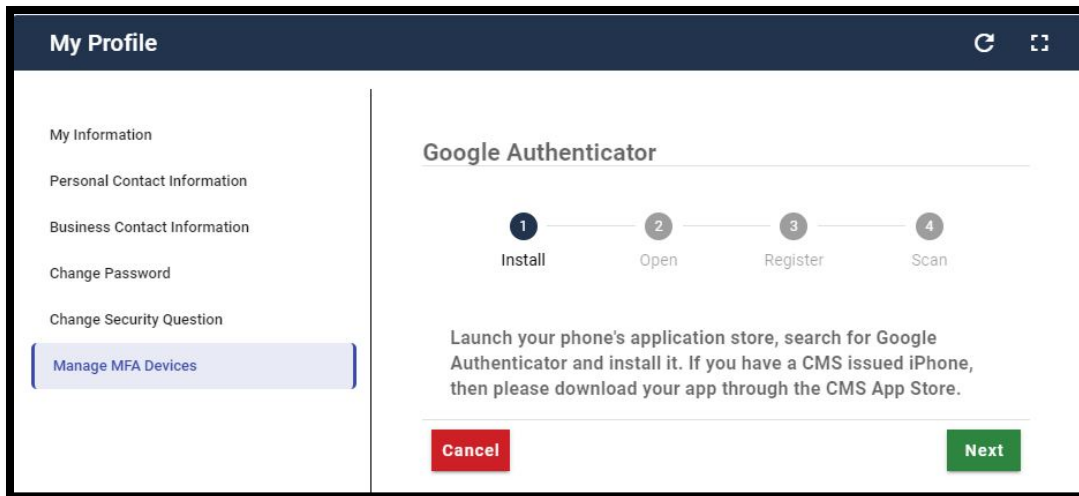 My Profile
My Information
Personal Contact Information
Business Contact Information
Change Password
Change Security Question
Manage MFA Devices
Google Authenticator
1 2 3 4
Install Open Register Scan
Launch your phone's application store, search for Google
Authenticator and install it. If you have a CMS issued iPhone,
then please download your app through the CMS App Store.
Cancel Next